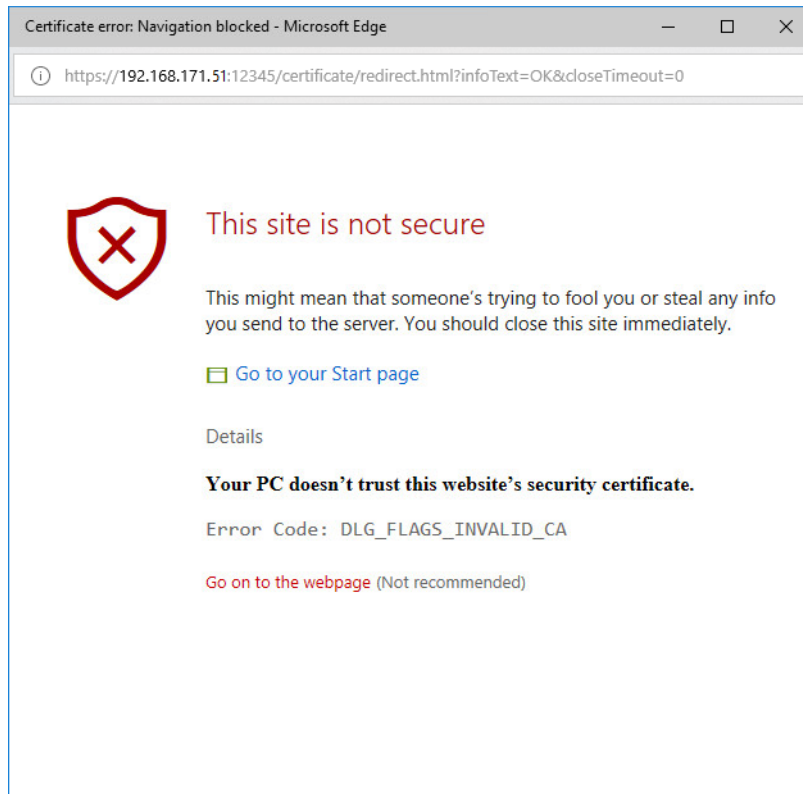 Certificate error: Navigation blocked - Microsoft Edge
https://192.168.171.51:12345/certificate/redirect.html?infoText=OK&closeTimeout=0
This site is not secure
This might mean that someone’s trying to fool you or steal any info
you send to the server. You should close this site immediately.
Go to your Start page
Details
Your PC doesn’t trust this website’s security certificate.
Error Code: DLG_FLAGS_INVALID_CA
Go on to the webpage (Not recommended)